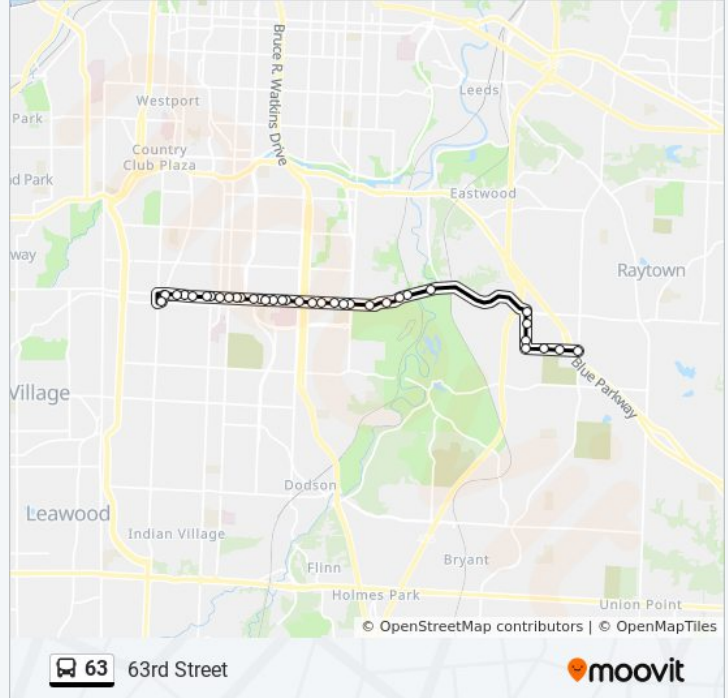 Bruce R. Watkins Drive
Westport
Leeds
Park
Country
Club Plaza
d Park
Eastwood
way
Raytown
Blue Parkway
Village
Dodson
Leawood
Indian Village
Flinn
Bryant
Holmes Park
Union Point
© OpenStreetMap contributors | © OpenMapTiles
63 63rd Street
moovit